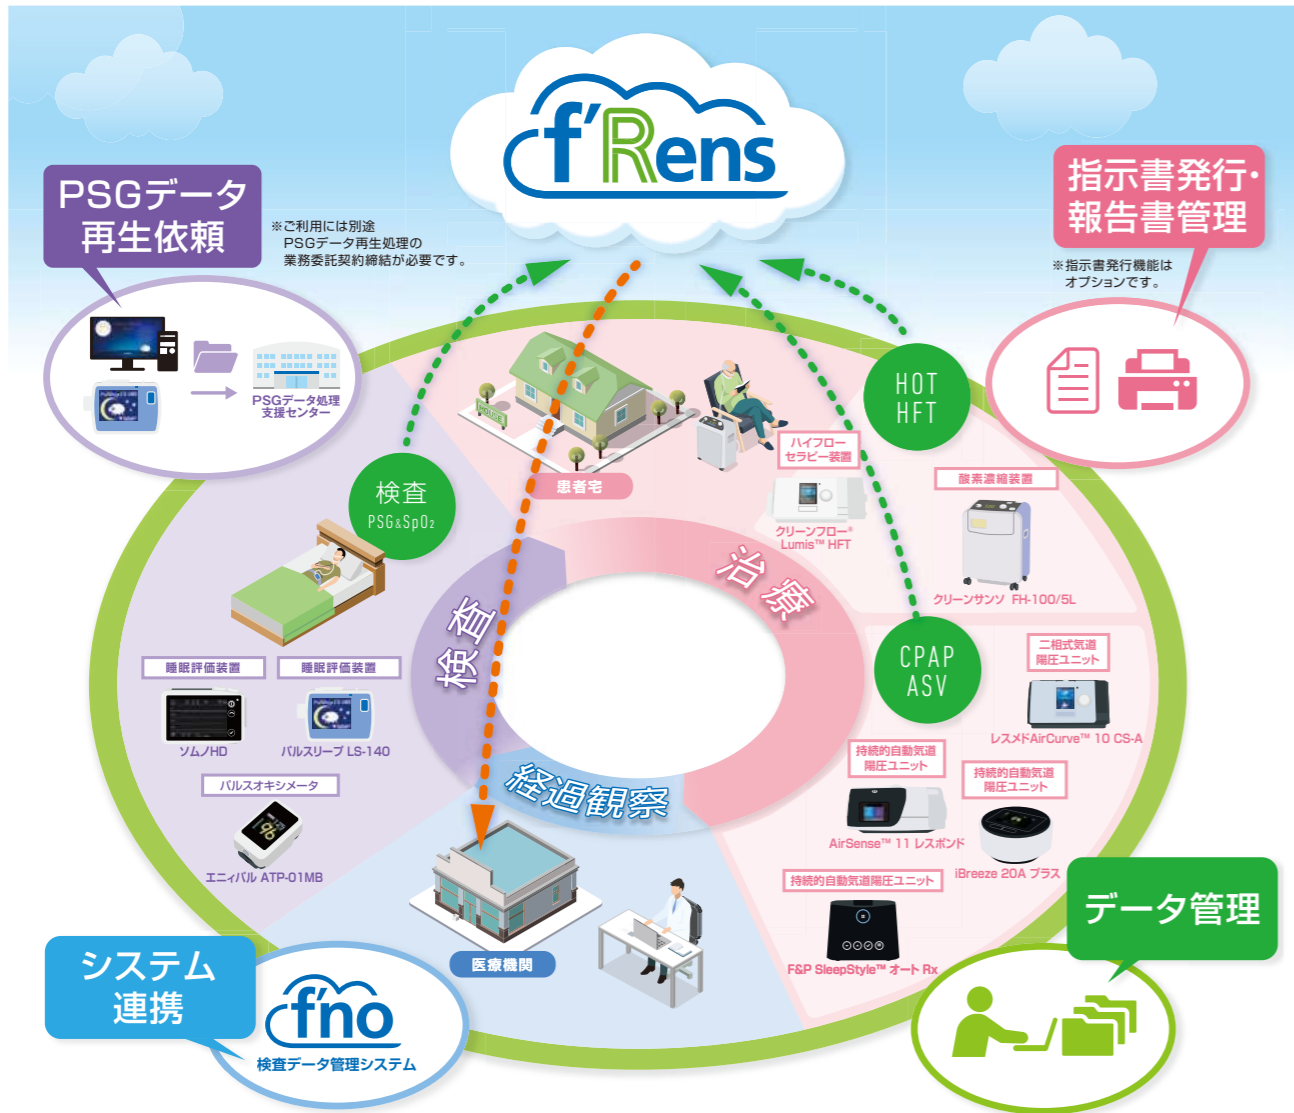 f'Rens
PSGデータ
再生依頼
※ご利用には別途
PSGデータ再生処理の
業務委託契約締結が必要です。
指示書発行・
報告書管理
※指示書発行機能は
オプションです。
PSGデータ処理
支援センター
HOT
HFT
検査
PSG&SpO₂
HOUSE
患者宅
ハイフロー
セラピー装置
クリーンフロー®
Lumis™ HFT
酸素濃縮装置
クリーンサンソ FH-100/5L
治療
検査
経過観察
CPAP
ASV
二相式気道
陽圧ユニット
レスメドAirCurve™ 10 CS-A
睡眠評価装置
ソムノHD
睡眠評価装置
パルスリープ LS-140
パルスオキシメータ
96
エニィパル ATP-01MB
持続的自動気道
陽圧ユニット
AirSense™ 11 レスポンド
持続的自動気道
陽圧ユニット
iBreeze 20A プラス
持続的自動気道陽圧ユニット
F&P SleepStyle™ オート Rx
医療機関
データ管理
システム
連携
f'no
検査データ管理システム